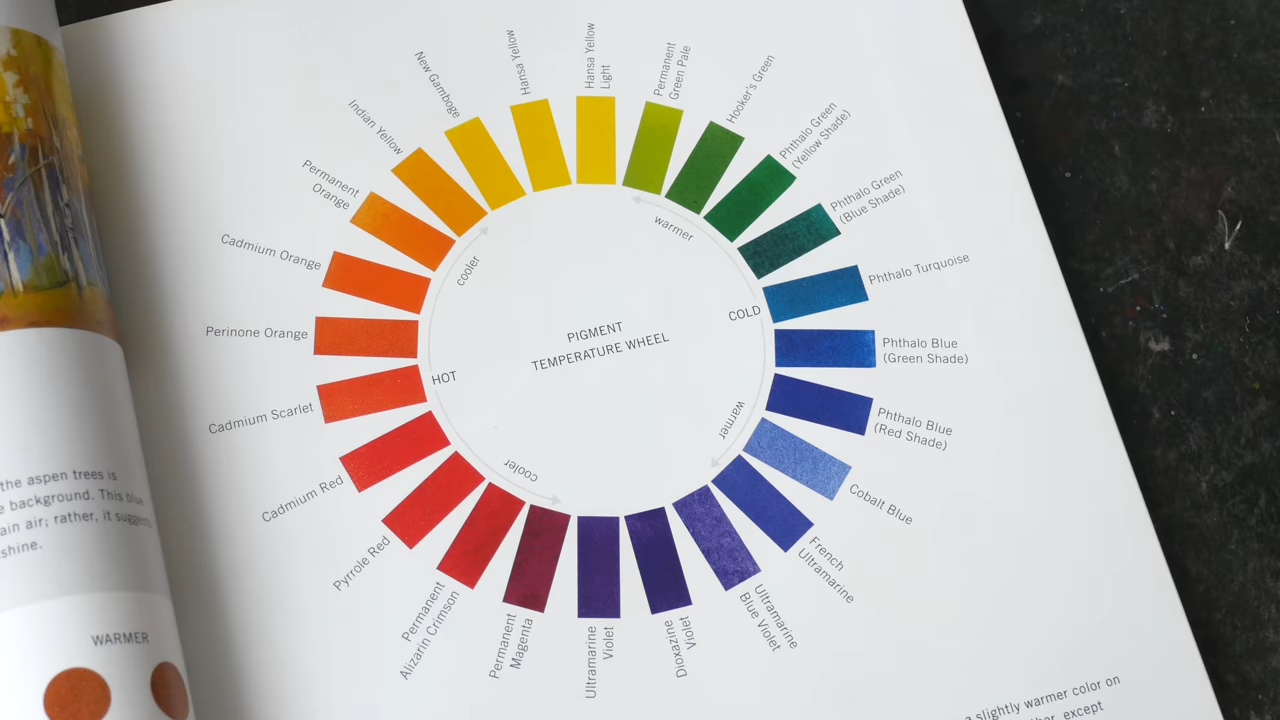 Hansa Yellow
Light
Permanent
Green Pale
Hooker's Green
Phthalo Green
(Yellow Shade)
Phthalo Green
(Blue Shade)
Phthalo Turquoise
Phthalo Blue
(Green Shade)
Phthalo Blue
(Red Shade)
Cobalt Blue
French
Ultramarine
Ultramarine
Blue Violet
Dioxazine
Violet
Ultramarine
Violet
Permanent
Magenta
Permanent
Alizarin Crimson
Pyrrole Red
Cadmium Red
Cadmium Scarlet
Perinone Orange
Cadmium Orange
Permanent
Orange
Indian Yellow
New Gamboge
Hansa Yellow
warmer
COLD
warmer
cooler
HOT
cooler
PIGMENT
TEMPERATURE WHEEL
the aspen trees is
background. This blue
air; rather, it suggests
shine.
WARMER
a slightly warmer color on
except